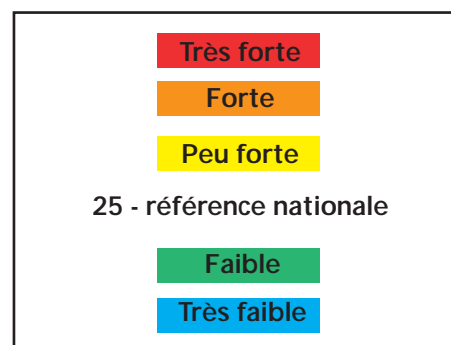 Très forte
Forte
Peu forte
25 - référence nationale
Faible
Très faible